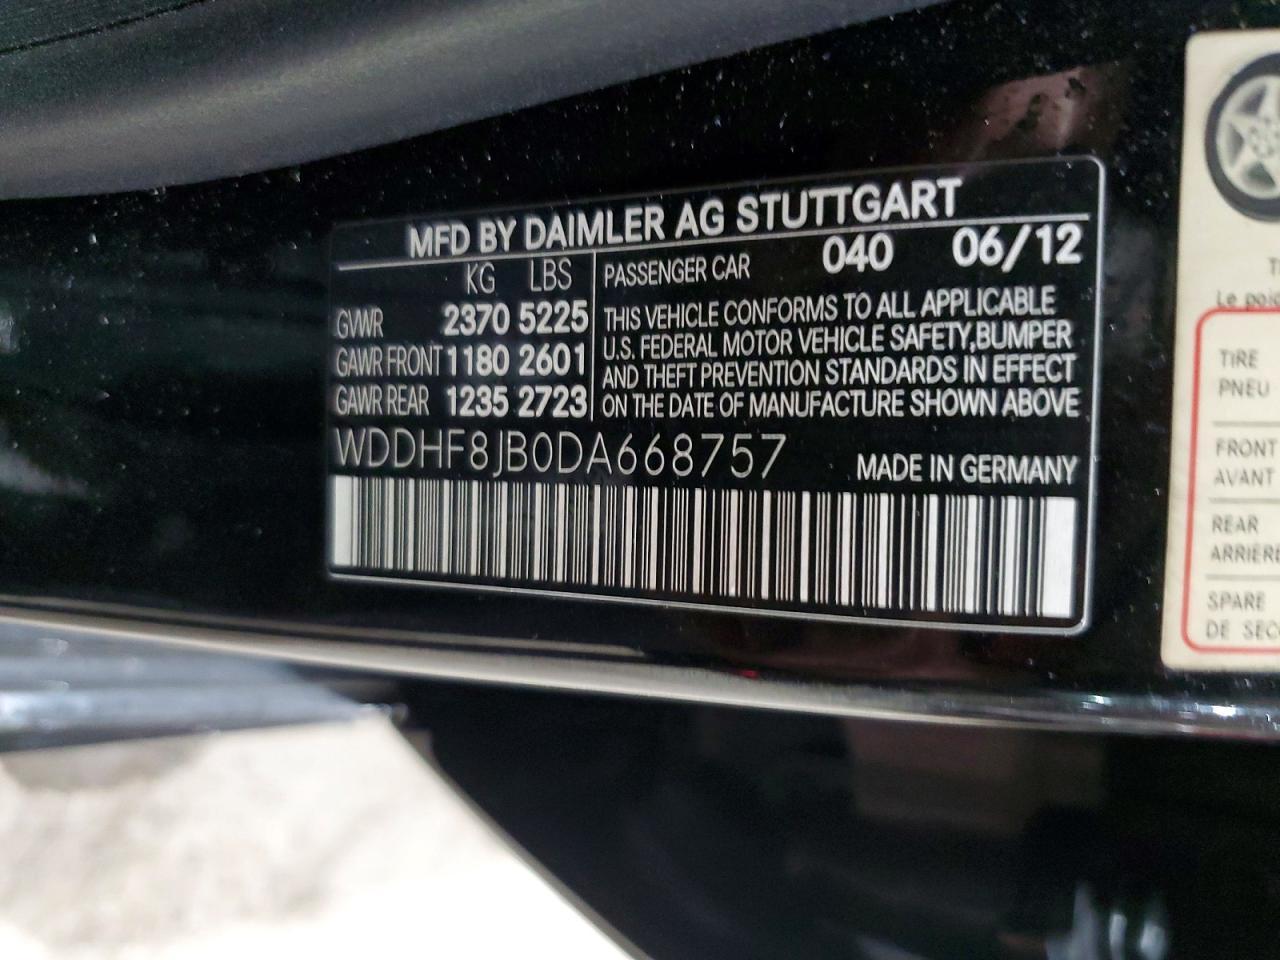 MFD BY DAIMLER AG STUTTGART
KG LBS
GVWR 2370 5225
GAWR FRONT 1180 2601
GAWR REAR 1235 2723
PASSENGER CAR 040 06/12
THIS VEHICLE CONFORMS TO ALL APPLICABLE
U.S. FEDERAL MOTOR VEHICLE SAFETY,BUMPER
AND THEFT PREVENTION STANDARDS IN EFFECT
ON THE DATE OF MANUFACTURE SHOWN ABOVE
WDDHF8JB0DA668757
MADE IN GERMANY
Le
TIRE
PNEU
FRONT
AVANT
REAR
ARRIERE
SPARE
DE